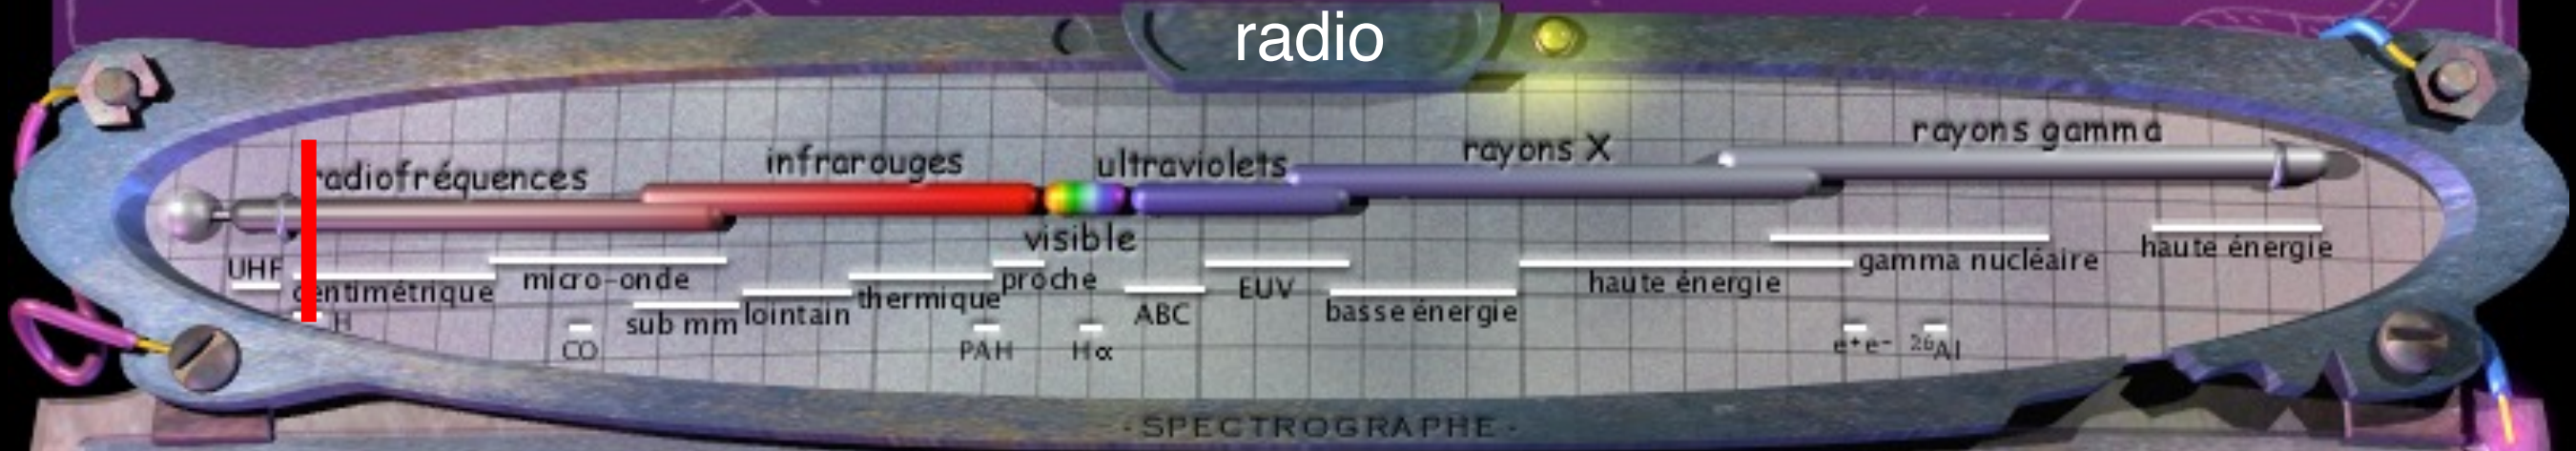 radio
rayons gamma
rayons X
infrarouges
ultraviolets
radiofréquences
visible
haute énergie
gamma nucléaire
UHF
centimétrique
micro-onde
proche
thermique
lointain
sub mm
ABC
EUV
basse énergie
haute énergie
H
CO
PAH
Hα
e+e-
26Al
- SPECTROGRAPHE -